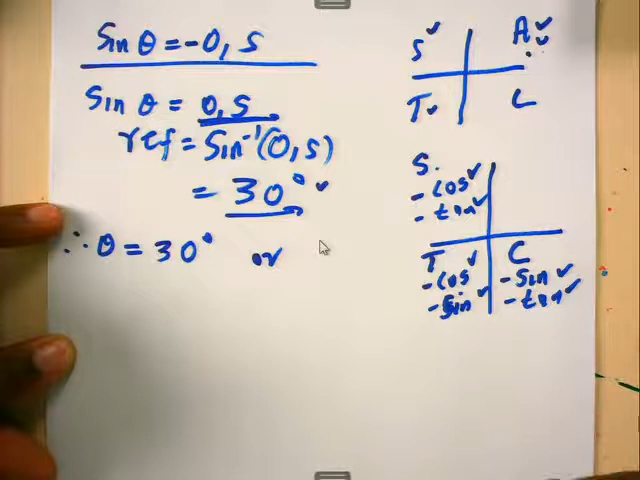 Sin θ = -0,5
Sin θ = 0,5
ref = Sin⁻¹(0,5)
= 30° ✓
∴ θ = 30° or
S ✓ A ✓✓
T ✓ C
S.
- cos ✓
- tan ✓
T C
- cos ✓ - sin ✓
- sin ✓ - tan ✓